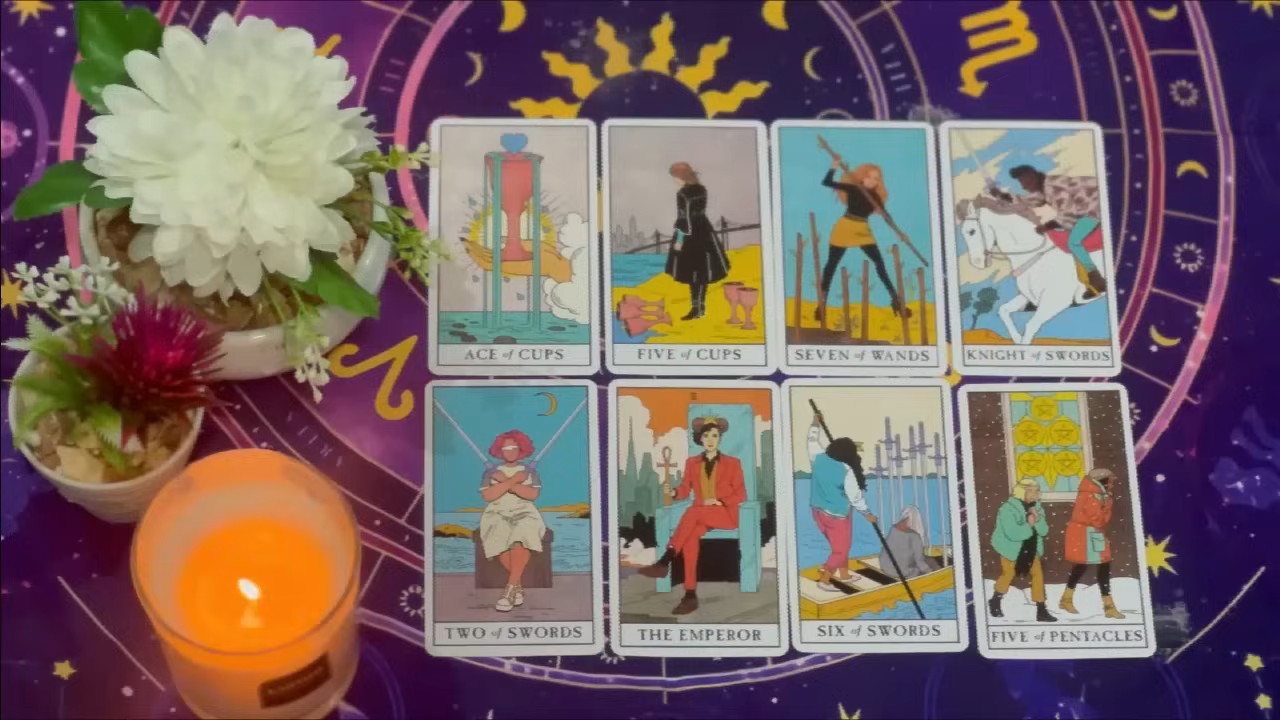 ACE of CUPS
FIVE of CUPS
SEVEN of WANDS
KNIGHT of SWORDS
TWO of SWORDS
THE EMPEROR
SIX of SWORDS
FIVE of PENTACLES